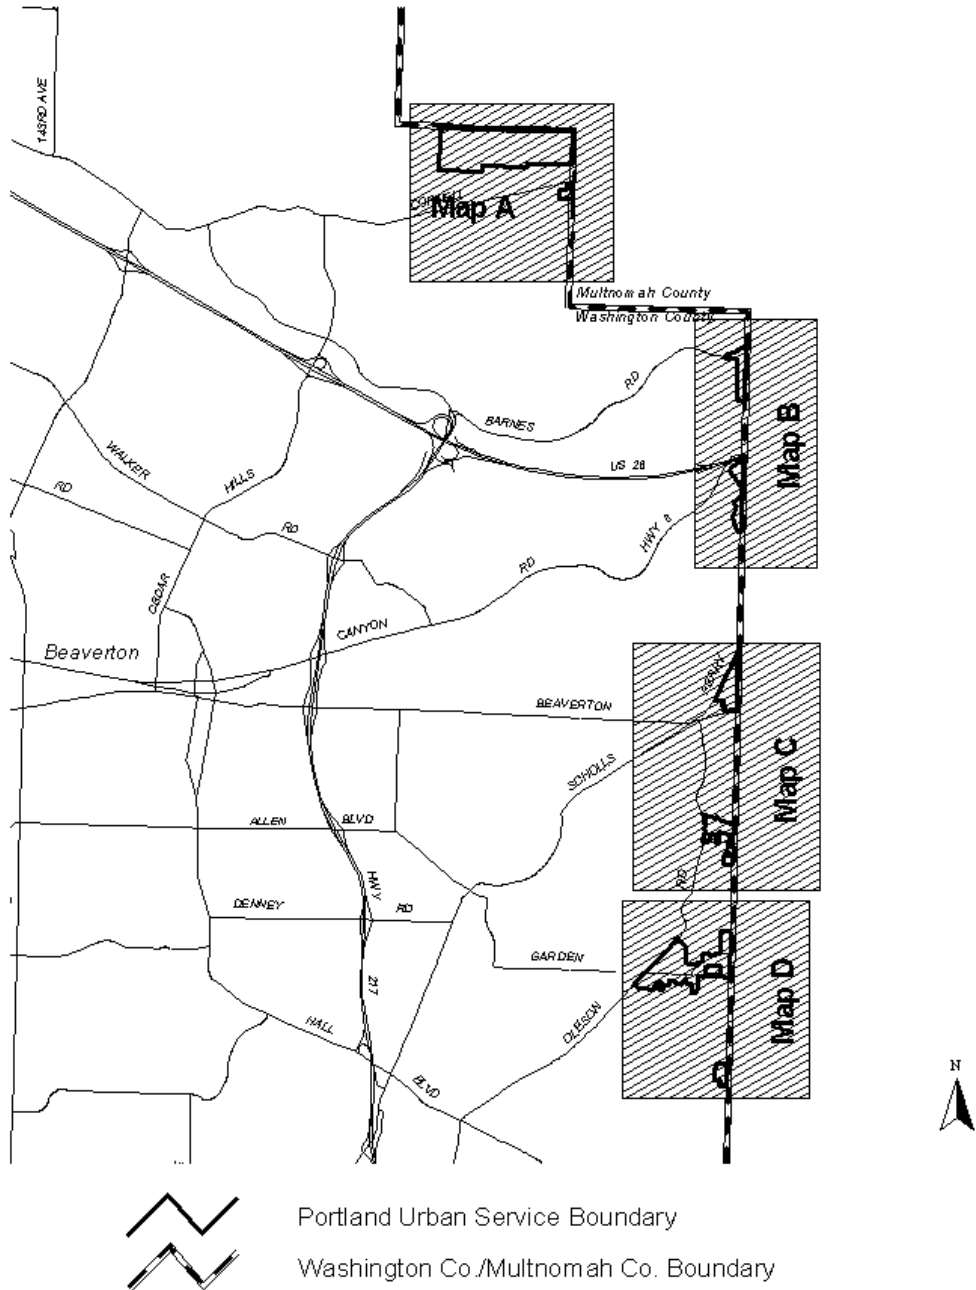 143RD AVE
Map A
Multnomah County
Washington County
RD
BARNES
Map B
WALKER
US 26
HILLS
RD
RD
HWY 8
RD
CEDAR
CANYON
Beaverton
FERRY
BEAVERTON
Map C
SCHOLLS
ALLEN
BLVD
HWY
RD
DENNEY
RD
GARDEN
Map D
217
OLESON
HALL
BLVD
N
Portland Urban Service Boundary
Washington Co./Multnomah Co. Boundary